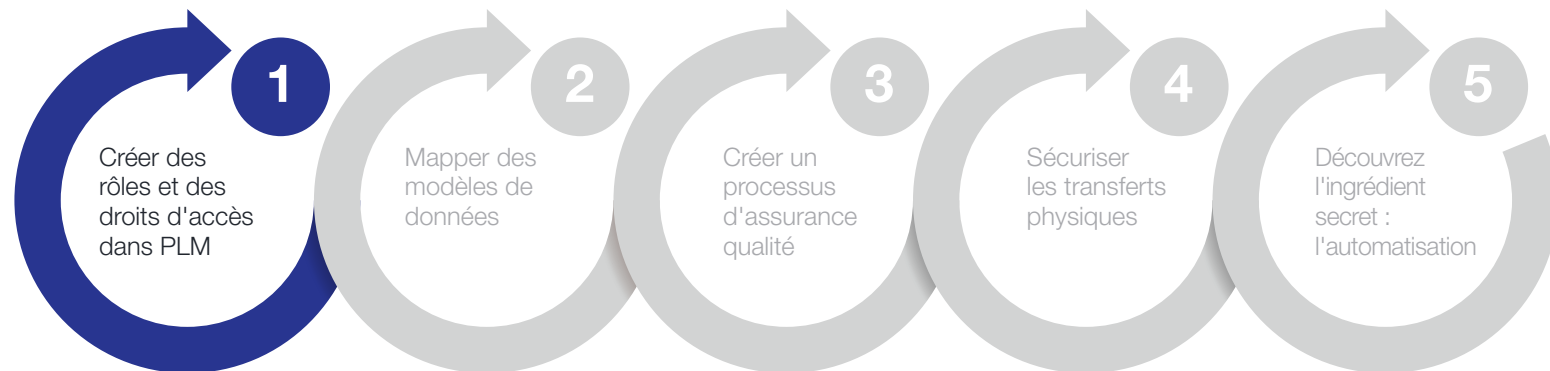 1
Créer des
rôles et des
droits d'accès
dans PLM
2
Mapper des
modèles de
données
3
Créer un
processus
d'assurance
qualité
4
Sécuriser
les transferts
physiques
5
Découvrez
l'ingrédient
secret :
l'automatisation